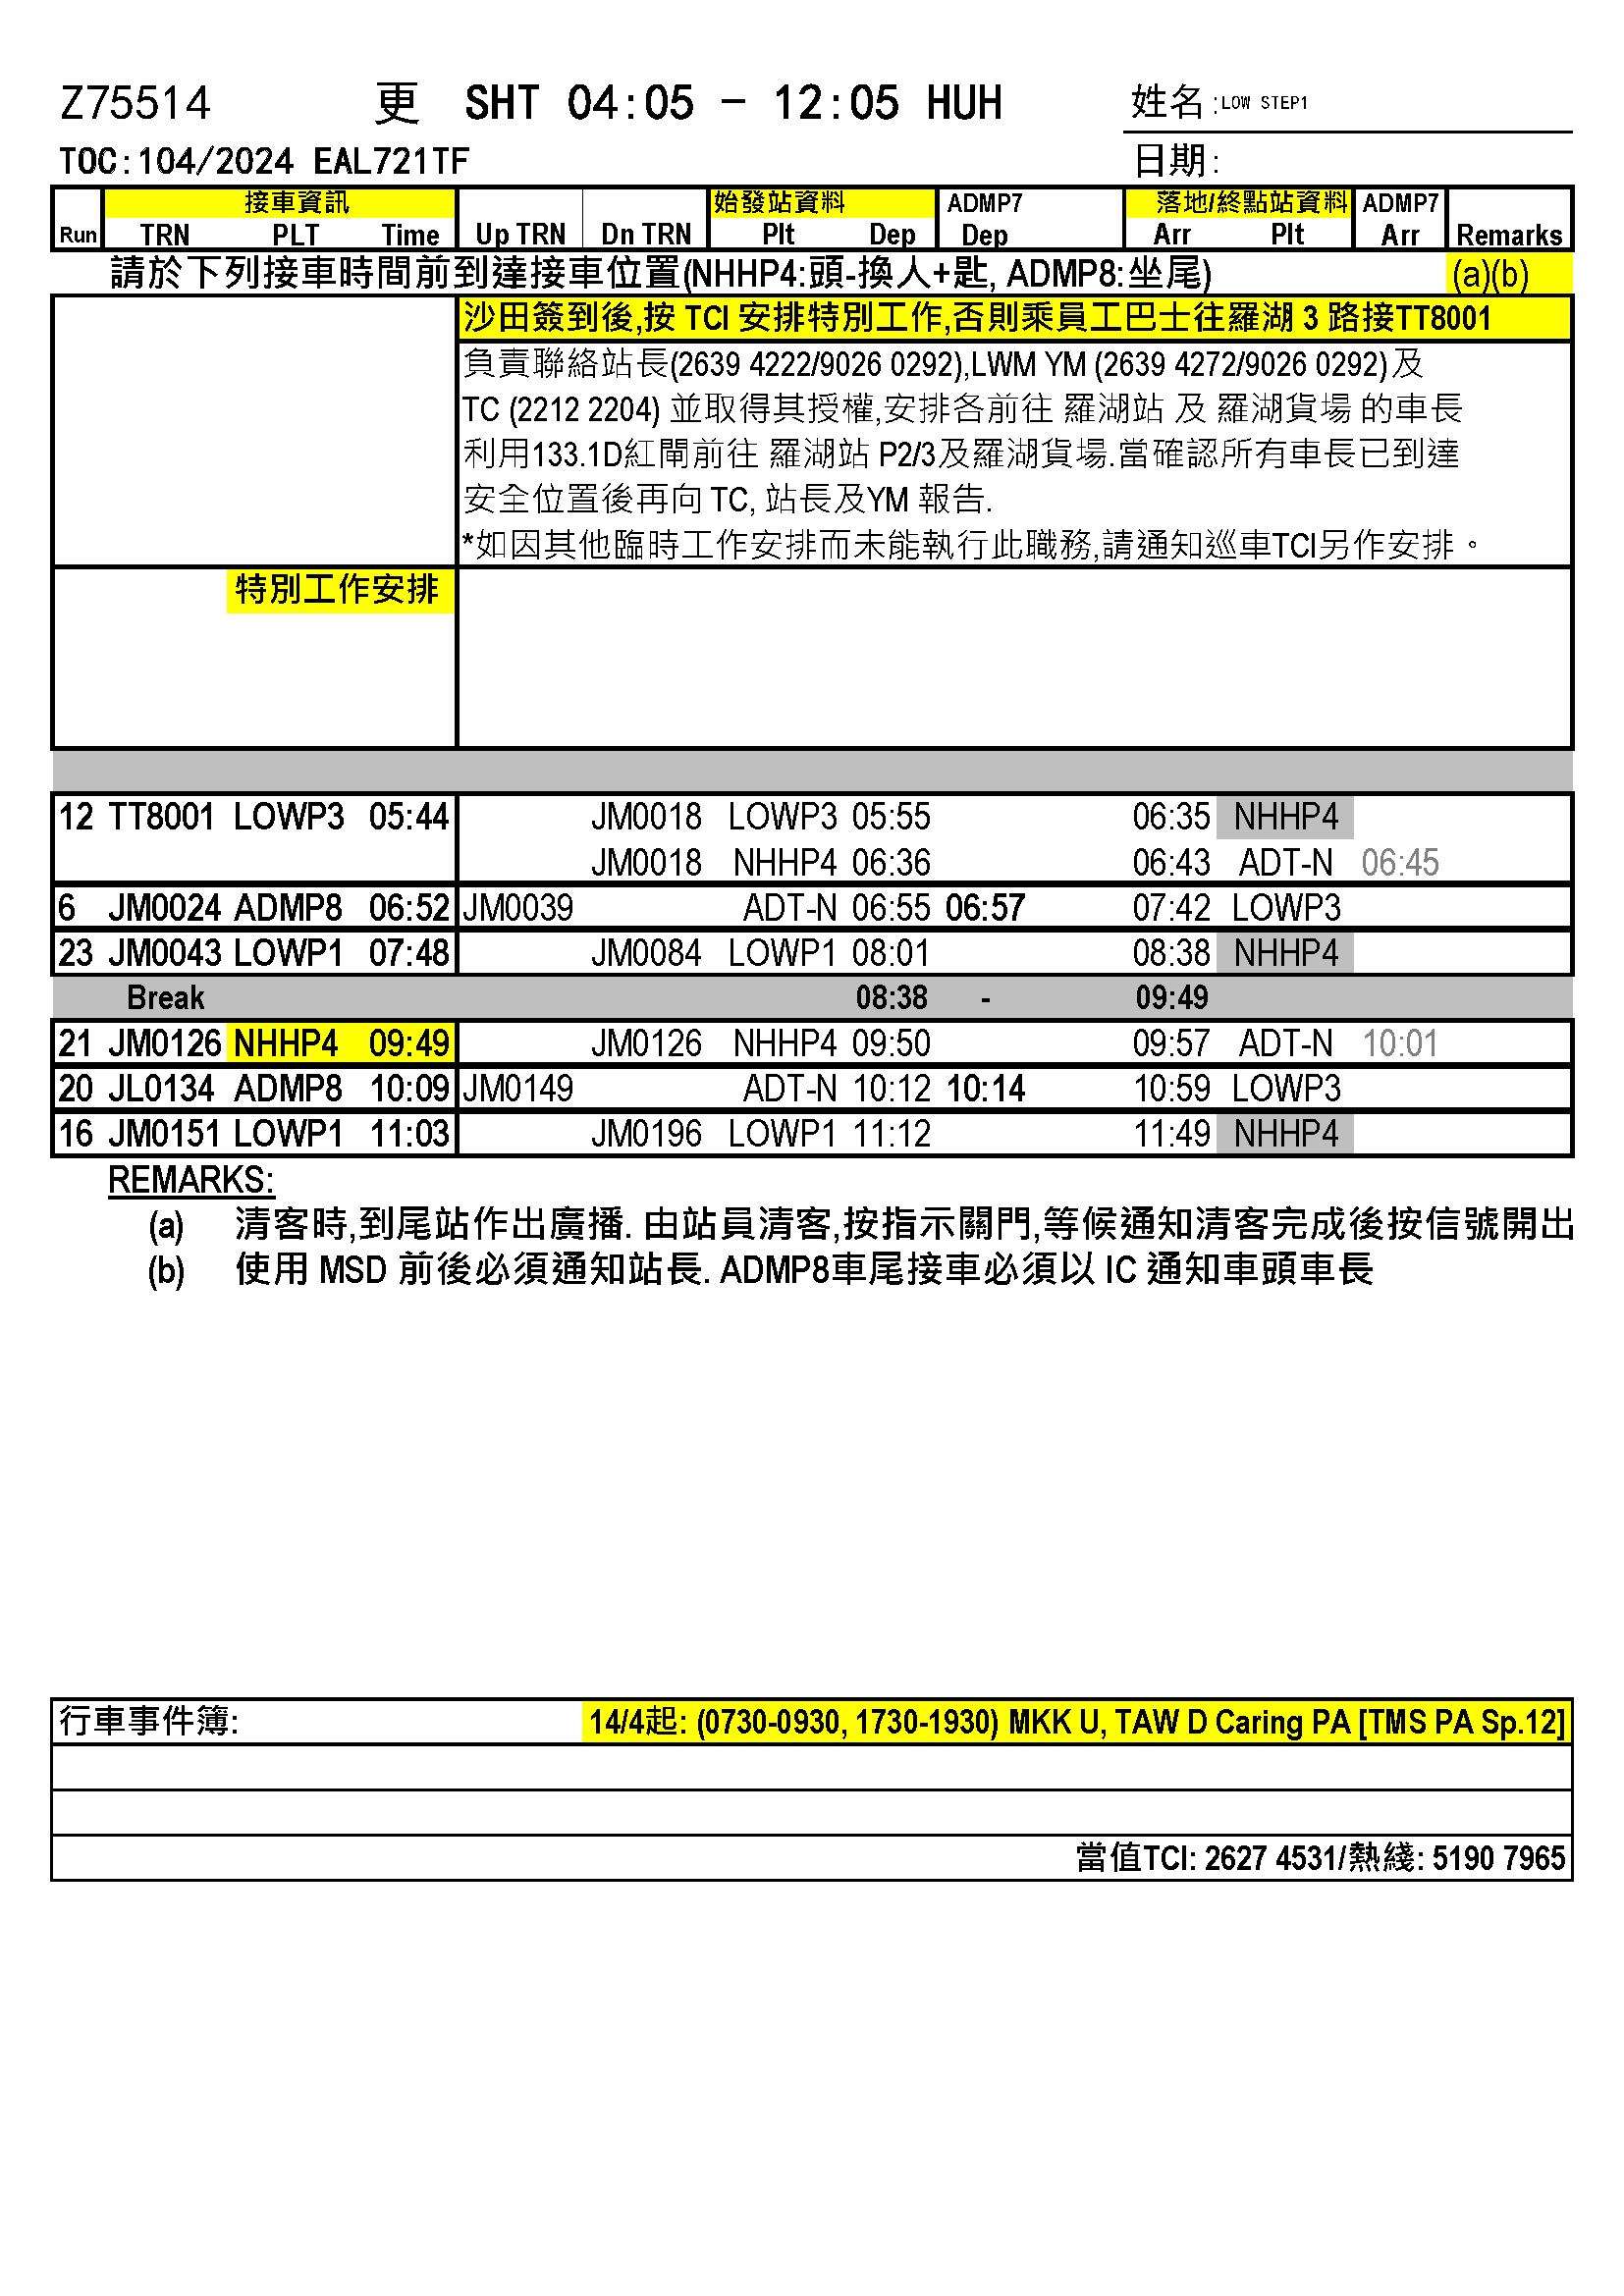 Z75514 更 SHT 04:05 - 12:05 HUH 姓名:LOW STEP1
TOC:104/2024 EAL721TF 日期:
接車資訊 始發站資料 ADMP7 落地/終點站資料 ADMP7
Run TRN PLT Time Up TRN Dn TRN Plt Dep Dep Arr Plt Arr Remarks
請於下列接車時間前到達接車位置(NHHP4:頭-換人+匙, ADMP8:坐尾) (a)(b)
沙田簽到後,按 TCI 安排特別工作,否則乘員工巴士往羅湖 3 路接TT8001
負責聯絡站長(2639 4222/9026 0292),LWM YM (2639 4272/9026 0292)及
TC (2212 2204) 並取得其授權,安排各前往 羅湖站 及 羅湖貨場 的車長
利用133.1D紅閘前往 羅湖站 P2/3及羅湖貨場.當確認所有車長已到達
安全位置後再向 TC, 站長及YM 報告.
*如因其他臨時工作安排而未能執行此職務,請通知巡車TCI另作安排。
特別工作安排
12 TT8001 LOWP3 05:44 JM0018 LOWP3 05:55 06:35 NHHP4
JM0018 NHHP4 06:36 06:43 ADT-N 06:45
6 JM0024 ADMP8 06:52 JM0039 ADT-N 06:55 06:57 07:42 LOWP3
23 JM0043 LOWP1 07:48 JM0084 LOWP1 08:01 08:38 NHHP4
Break 08:38 - 09:49
21 JM0126 NHHP4 09:49 JM0126 NHHP4 09:50 09:57 ADT-N 10:01
20 JL0134 ADMP8 10:09 JM0149 ADT-N 10:12 10:14 10:59 LOWP3
16 JM0151 LOWP1 11:03 JM0196 LOWP1 11:12 11:49 NHHP4
REMARKS:
(a) 清客時,到尾站作出廣播. 由站員清客,按指示關門,等候通知清客完成後按信號開出
(b) 使用 MSD 前後必須通知站長. ADMP8車尾接車必須以 IC 通知車頭車長
行車事件簿: 14/4起: (0730-0930, 1730-1930) MKK U, TAW D Caring PA [TMS PA Sp.12]
當值TCI: 2627 4531/熱綫: 5190 7965